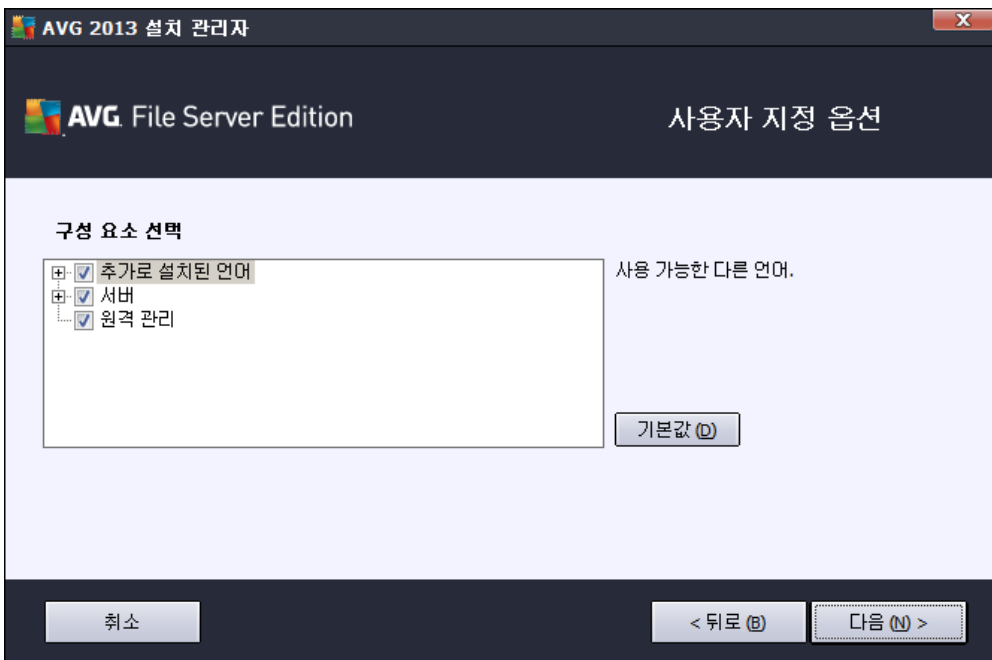 AVG 2013 설치 관리자
AVG. File Server Edition
사용자 지정 옵션
구성 요소 선택
추가로 설치된 언어
사용 가능한 다른 언어.
서버
원격 관리
기본값 (D)
취소
< 뒤로 (B)
다음 (N) >